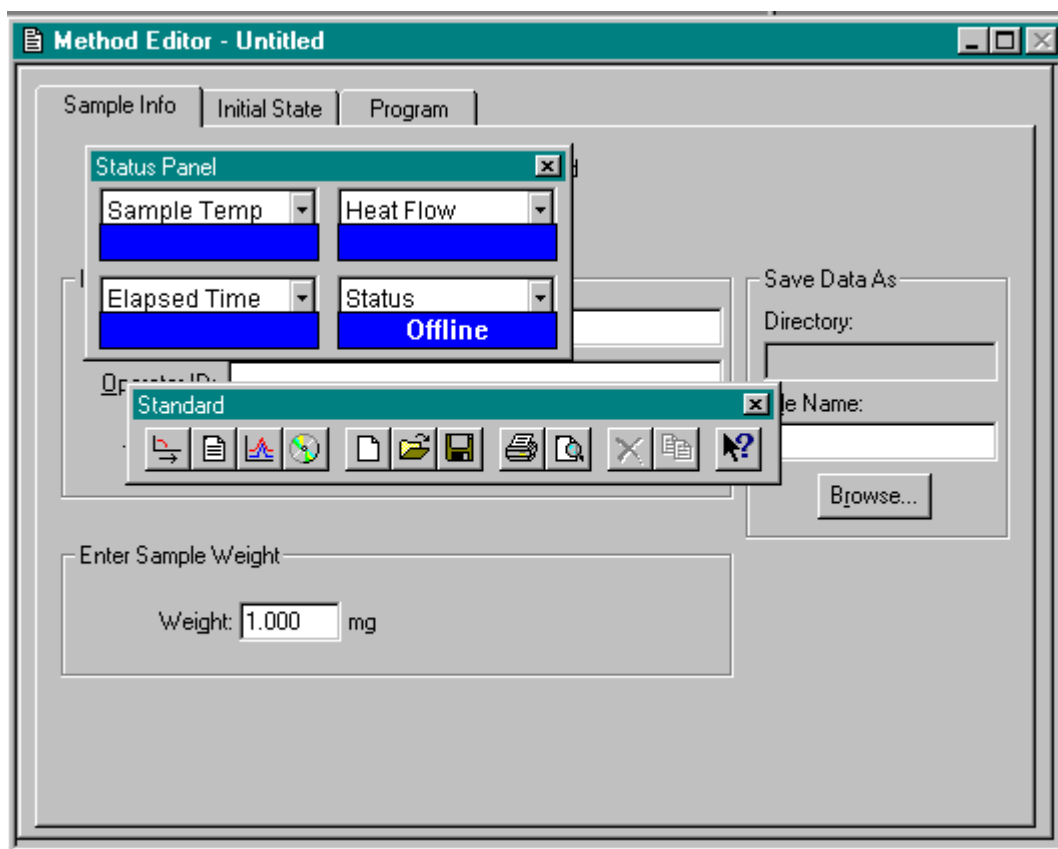 Method Editor - Untitled
Sample Info Initial State Program
Status Panel
Sample Temp Heat Flow
Elapsed Time Status
Offline
Save Data As
Directory:
Standard
Name:
Browse...
Enter Sample Weight
Weight: 1.000 mg